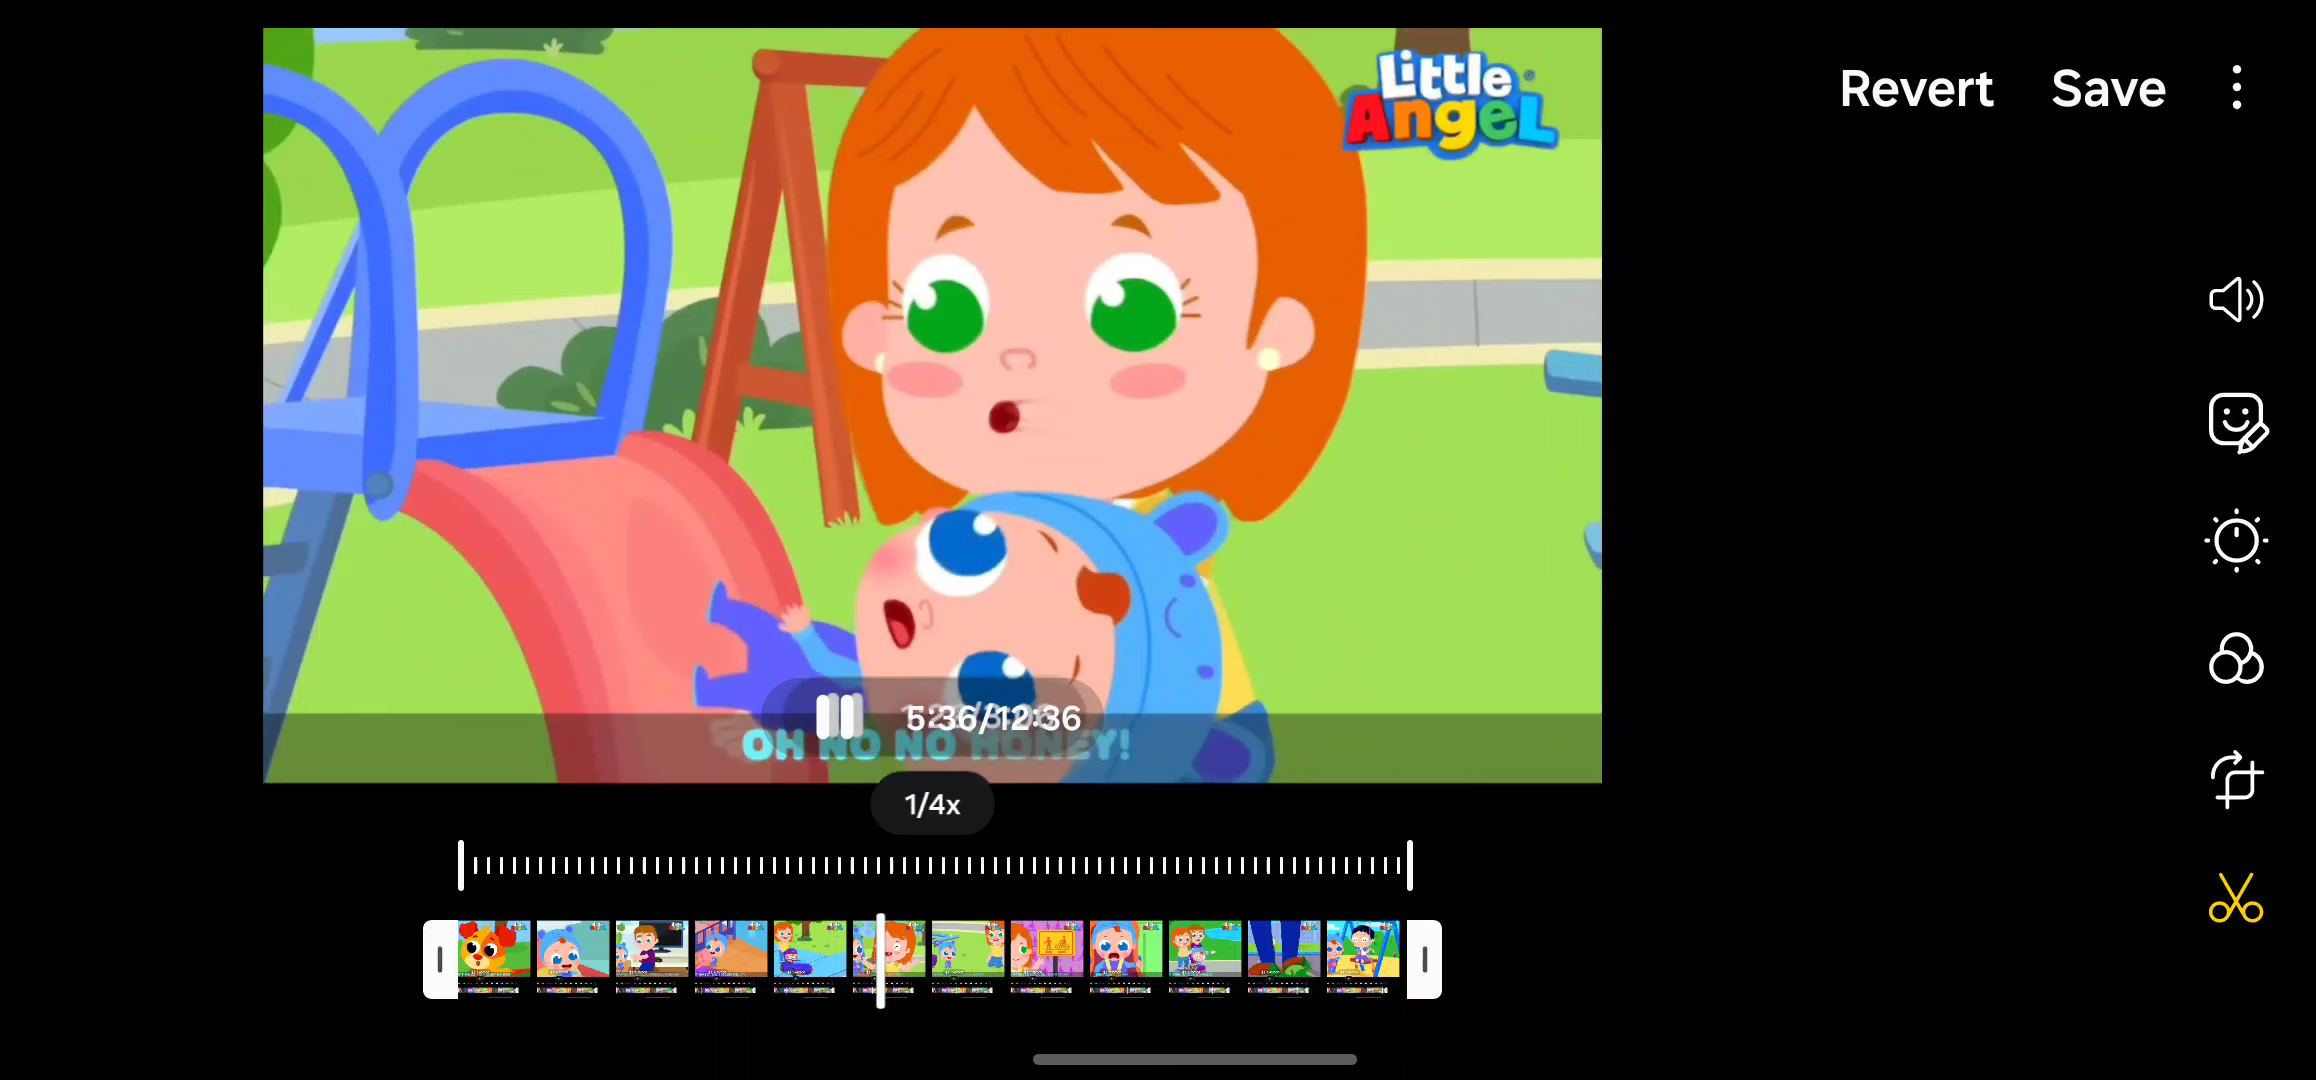 Little
Angel
Revert
Save
5:36/12:36
OH NO NO HONEY!
1/4x